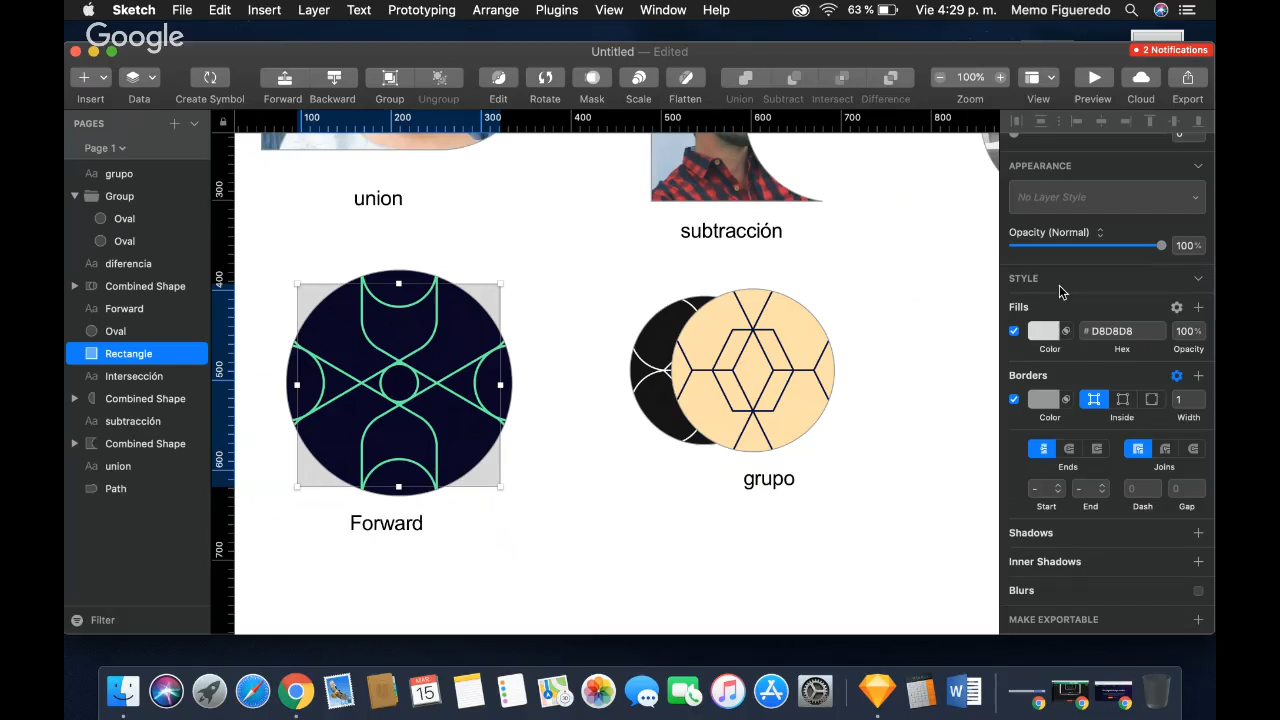 Sketch File Edit Insert Layer Text Prototyping Arrange Plugins View Window Help 63 % Vie 4:29 p. m. Memo Figueredo
Google
Untitled — Edited
2 Notifications
Insert Data Create Symbol Forward Backward Group Ungroup Edit Rotate Mask Scale Flatten Union Subtract Intersect Difference 100% Zoom View Preview Cloud Export
PAGES
Page 1
grupo
Group
Oval
Oval
diferencia
Combined Shape
Forward
Oval
Rectangle
Intersección
Combined Shape
subtracción
Combined Shape
union
Path
Filter
100 200 300 400 500 600 700 800
300
400
500
600
700
union
subtracción
Forward
grupo
0
APPEARANCE
No Layer Style
Opacity (Normal)
100%
STYLE
Fills
# D8D8D8 100%
Color Hex Opacity
Borders
1
Color Inside Width
Ends Joins
- - 0 0
Start End Dash Gap
Shadows
Inner Shadows
Blurs
MAKE EXPORTABLE
MAR
15